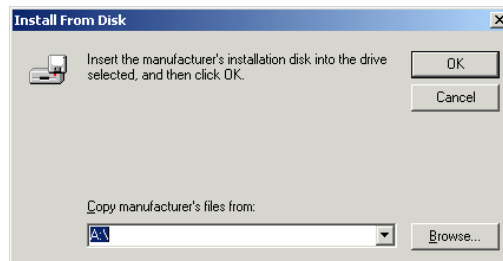 Install From Disk
Insert the manufacturer's installation disk into the drive
selected, and then click OK.
OK
Cancel
Copy manufacturer's files from:
A:\
Browse...